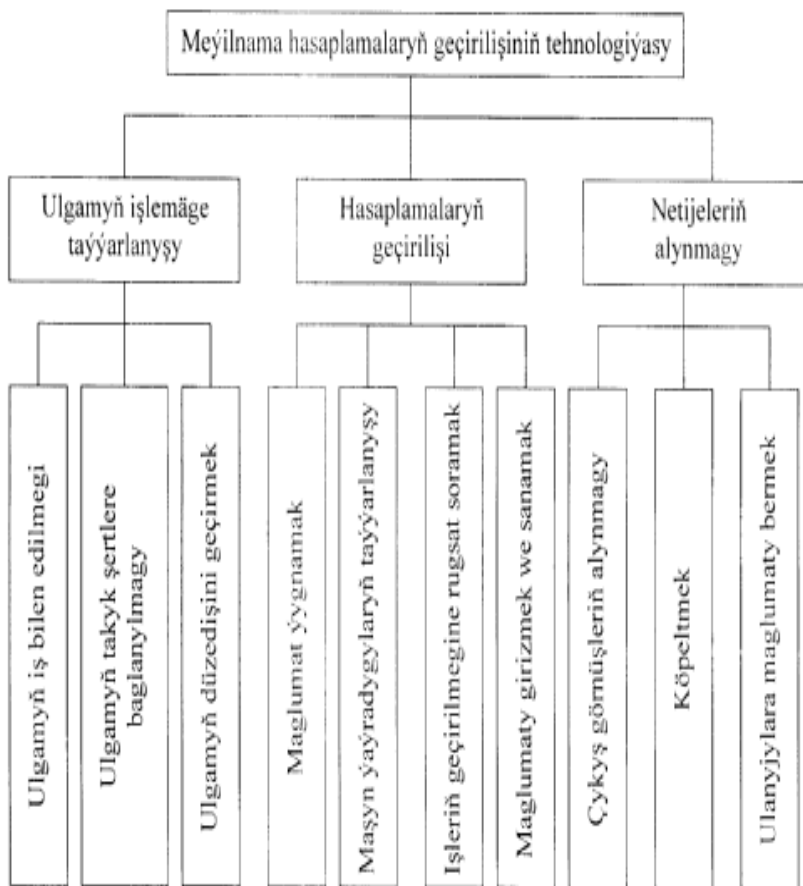 Meýilnama hasaplamalaryň geçirilişiniň tehnologiýasy
Ulgamyň işlemäge
taýýarlanyşy
Hasaplamalaryň
geçirilişi
Netijeleriň
alynmagy
Ulgamyň iş bilen edilmegi
Ulgamyň takyk şertlere
baglanylmagy
Ulgamyň düzedişini geçirmek
Maglumat ýygnamak
Maşyn ýaýradygylaryň taýýarlanyşy
Işleriň geçirilmegine rugsat soramak
Maglumaty girizmek we sanamak
Çykyş görnüşleriň alynmagy
Köpeltmek
Ulanyjylara maglumaty bermek